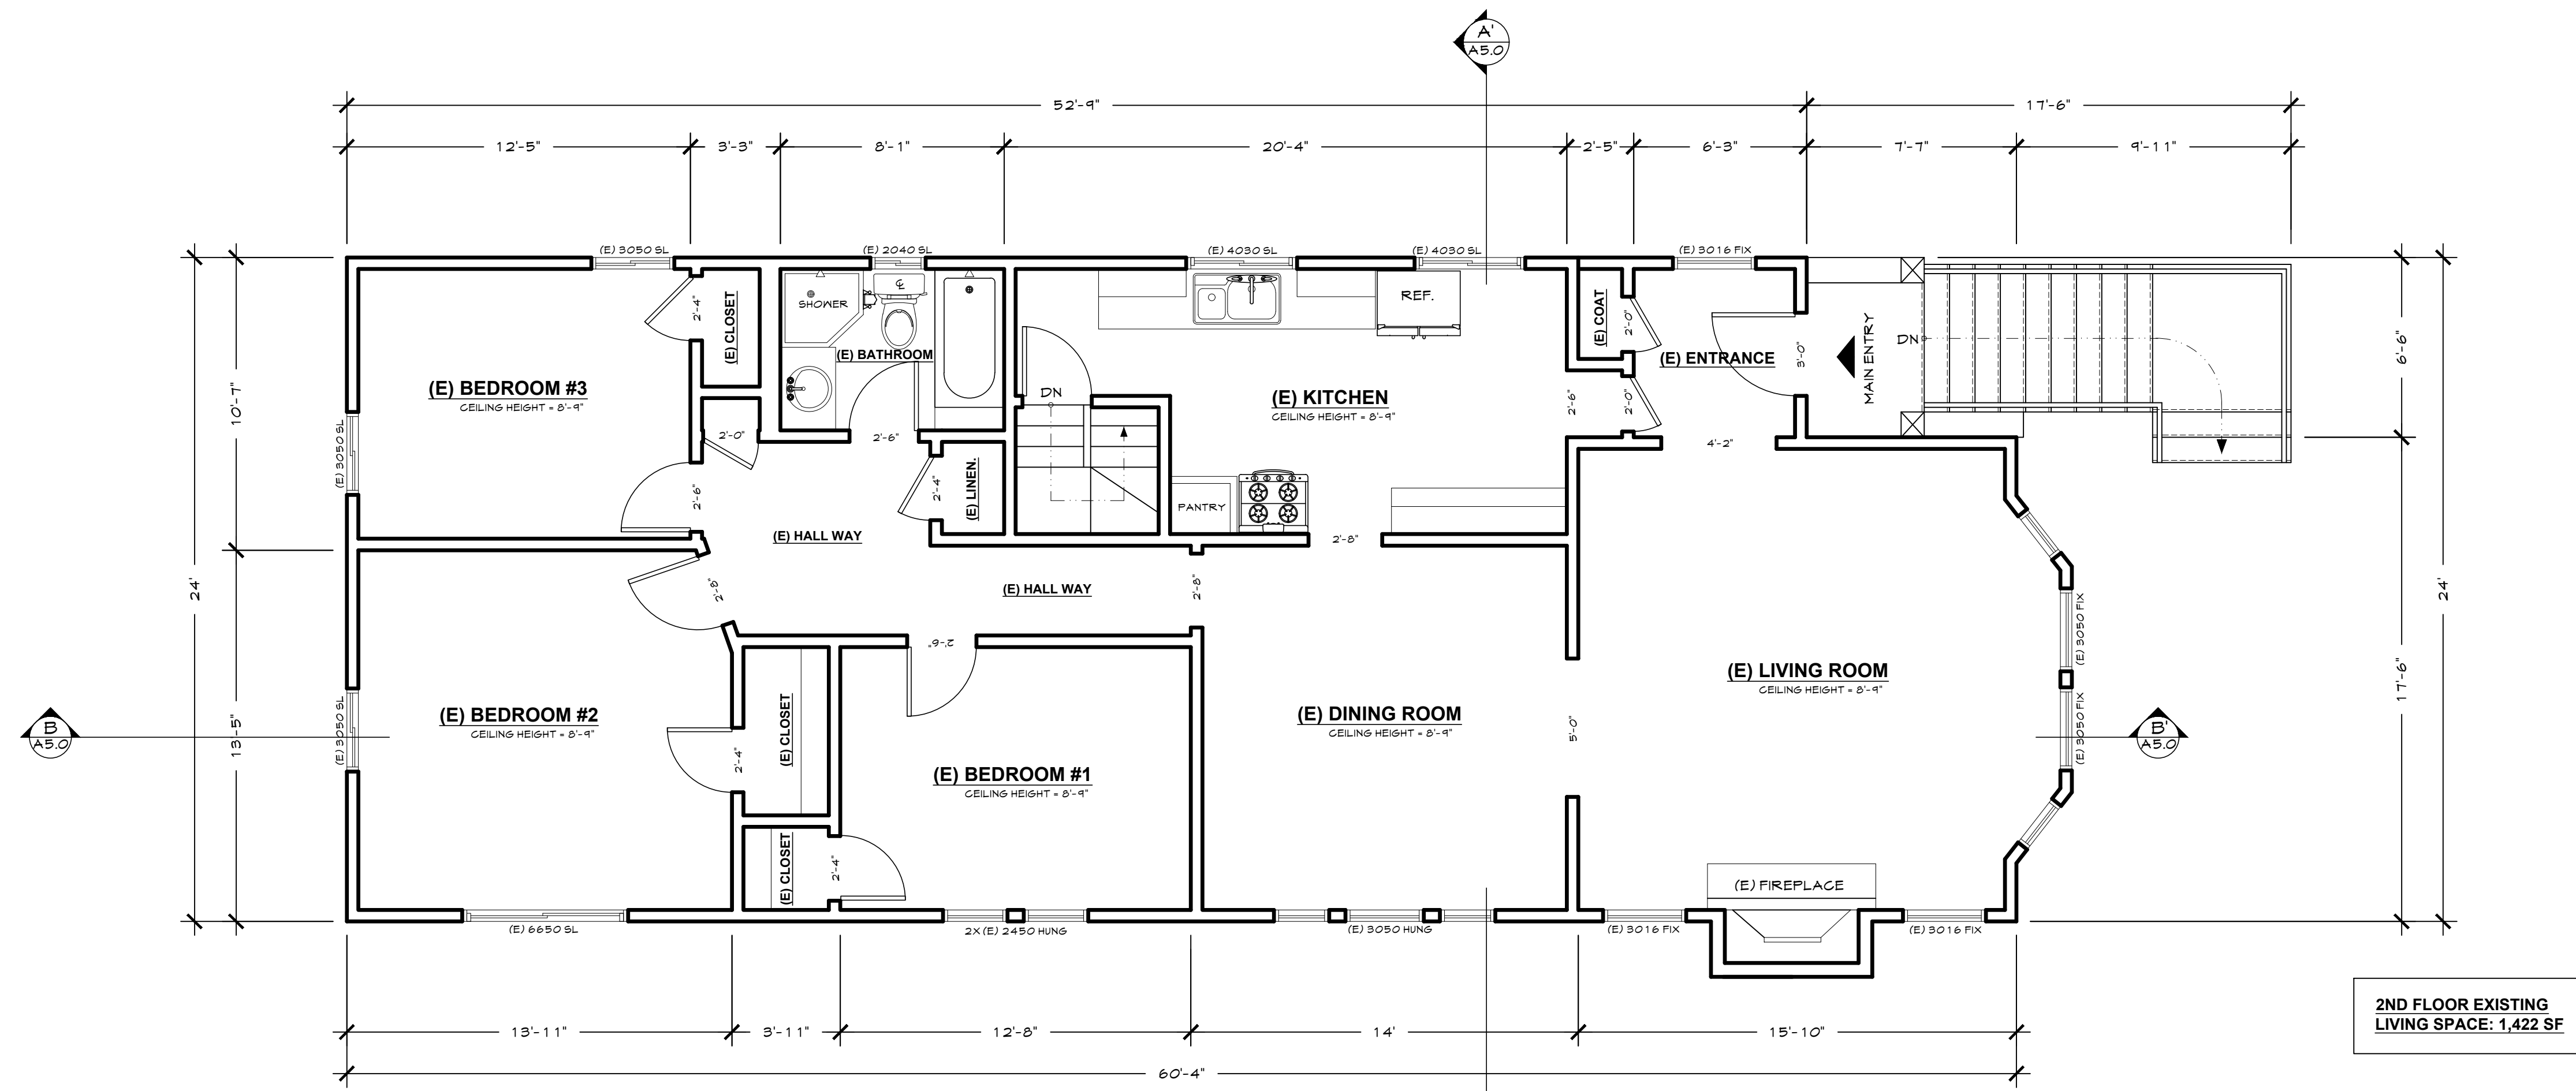 A'
A5.0
52'-9"
17'-6"
12'-5"
3'-3"
8'-1"
20'-4"
2'-5"
6'-3"
7'-7"
9'-11"
(E) 3050 SL
(E) 2040 SL
(E) 4030 SL
(E) 4030 SL
(E) 3016 FIX
24'
10'-7"
13'-5"
(E) BEDROOM #3
CEILING HEIGHT = 8'-9"
2'-4"
(E) CLOSET
SHOWER
(E) BATHROOM
2'-6"
2'-0"
2'-6"
DN
REF.
(E) KITCHEN
CEILING HEIGHT = 8'-9"
PANTRY
(E) COAT
2'-0"
(E) ENTRANCE
2'-6"
2'-0"
3'-0"
4'-2"
MAIN ENTRY
DN
6'-6"
24'
17'-6"
(E) 3050 SL
(E) HALL WAY
2'-4"
(E) LINEN.
2'-8"
2'-8"
(E) HALL WAY
2'-8"
2'-6"
(E) 3050 SL
(E) BEDROOM #2
CEILING HEIGHT = 8'-9"
2'-4"
(E) CLOSET
(E) BEDROOM #1
CEILING HEIGHT = 8'-9"
2'-4"
(E) CLOSET
(E) DINING ROOM
CEILING HEIGHT = 8'-9"
5'-0"
(E) LIVING ROOM
CEILING HEIGHT = 8'-9"
(E) 3050 FIX
(E) 3050 FIX
B
A5.0
B'
A5.0
(E) FIREPLACE
(E) 6650 SL
2X (E) 2450 HUNG
(E) 3050 HUNG
(E) 3016 FIX
(E) 3016 FIX
13'-11"
3'-11"
12'-8"
14'
15'-10"
60'-4"
2ND FLOOR EXISTING
LIVING SPACE: 1,422 SF